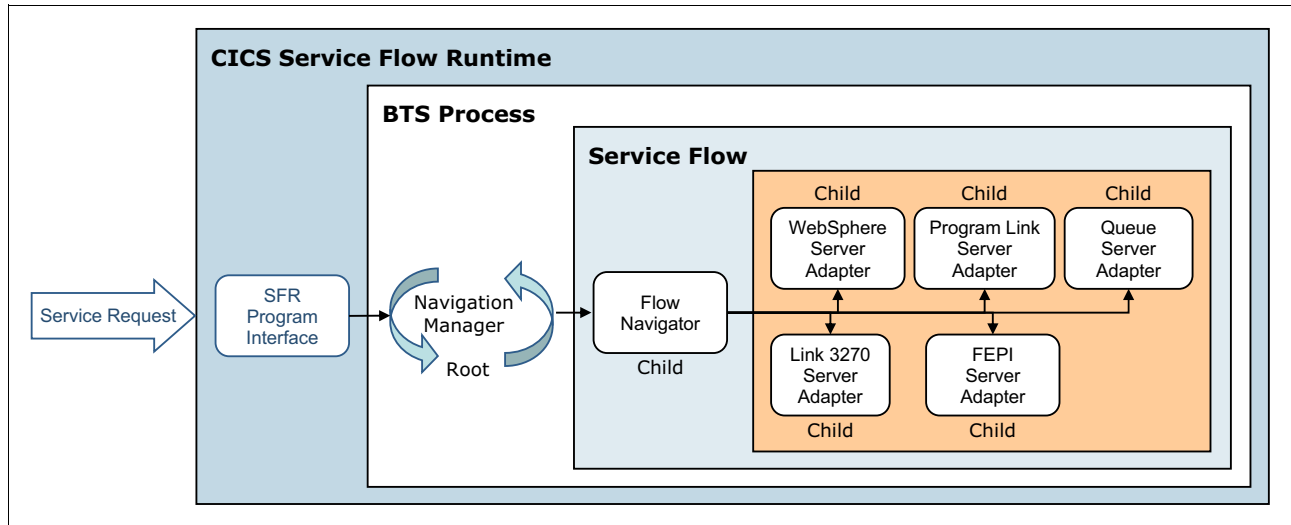 CICS Service Flow Runtime
BTS Process
Service Flow
Child
Child
Child
WebSphere
Server
Adapter
Program Link
Server
Adapter
Queue
Server
Adapter
Service Request
SFR
Program
Interface
Navigation
Manager
Root
Flow
Navigator
Child
Link 3270
Server
Adapter
FEPI
Server
Adapter
Child
Child